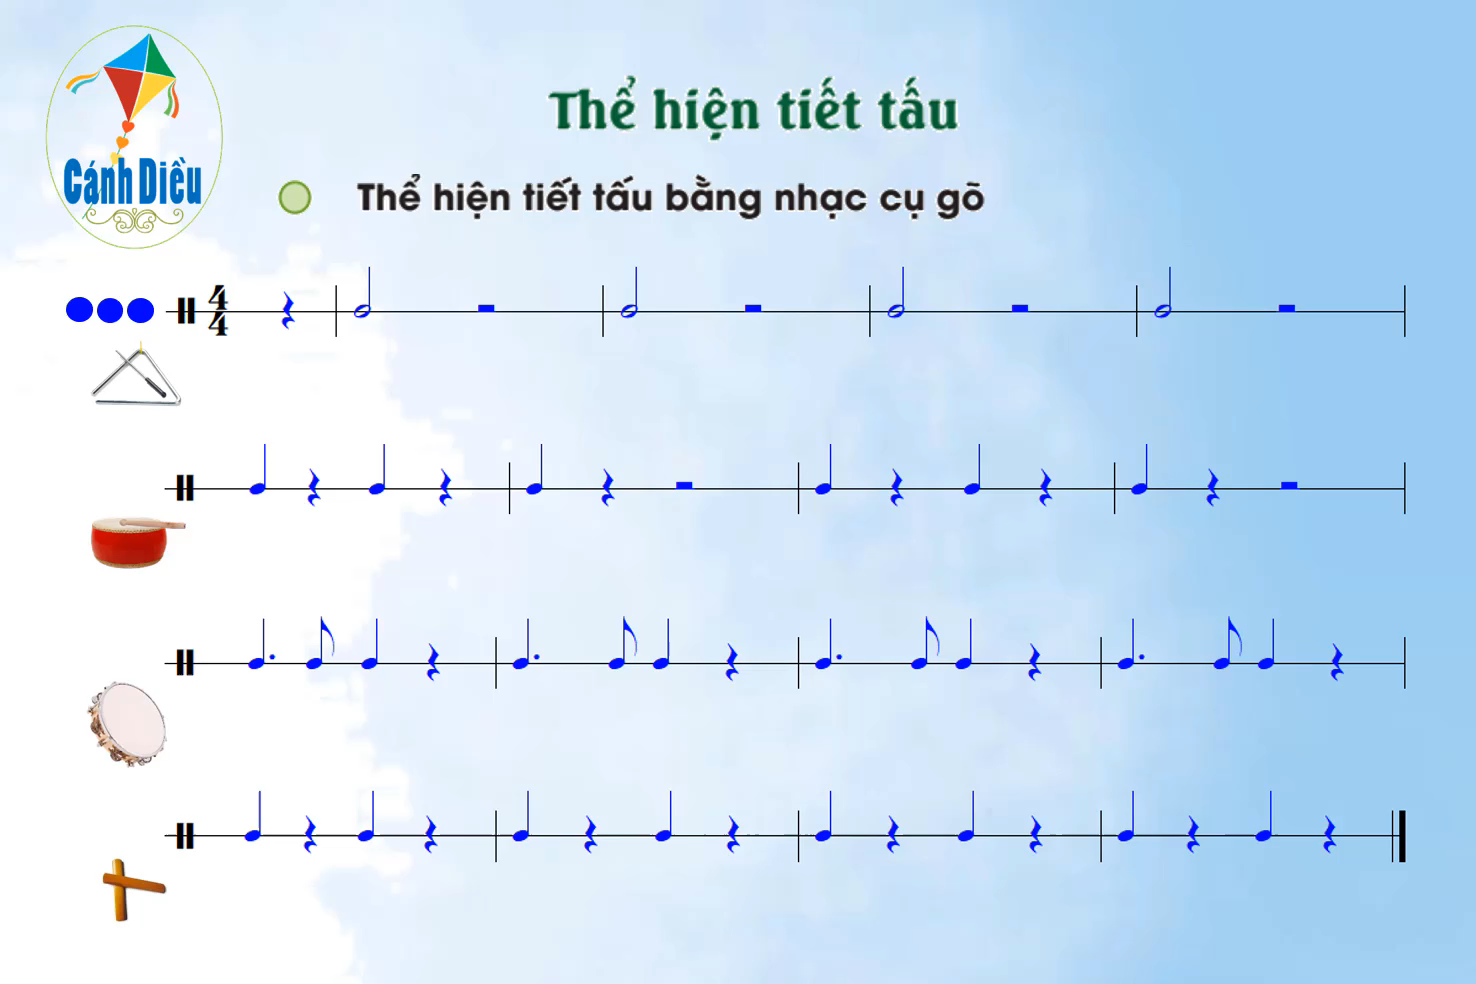 Cánh Diều
Thể hiện tiết tấu
Thể hiện tiết tấu bằng nhạc cụ gõ
4
4